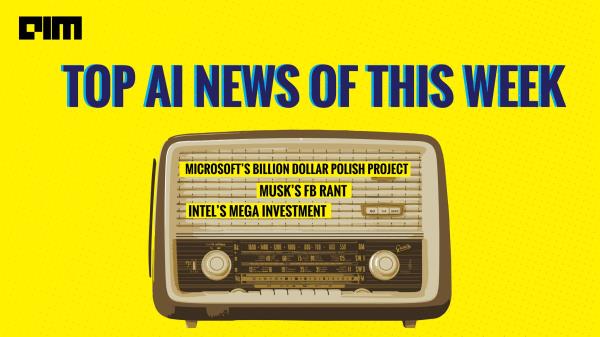 AIM
TOP AI NEWS OF THIS WEEK
MICROSOFT'S BILLION DOLLAR POLISH PROJECT
MUSK'S FB RANT
INTEL'S MEGA INVESTMENT